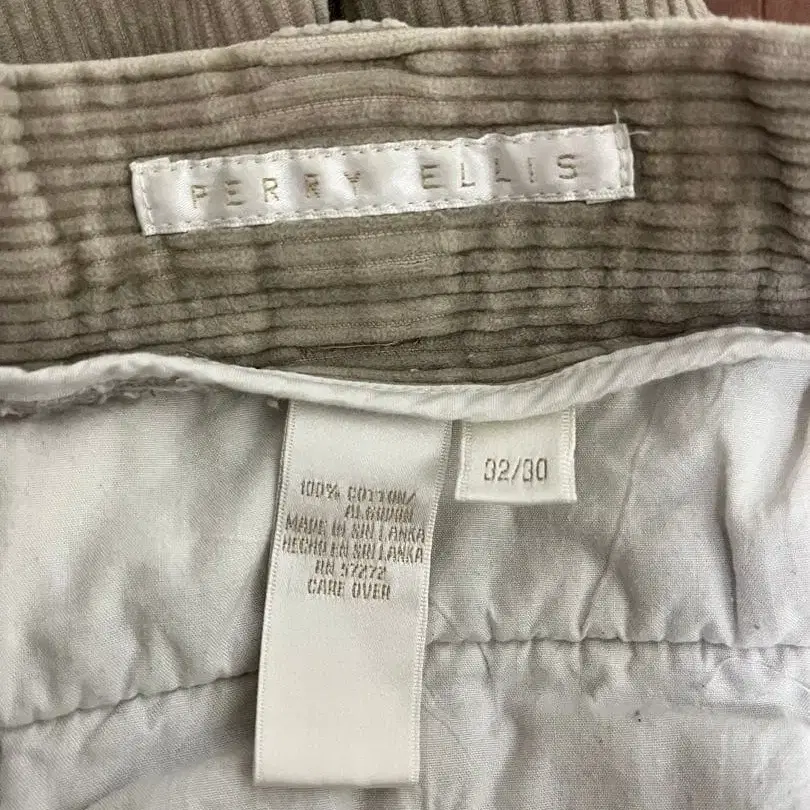 PERRY ELLIS
32/30
100% COTTON/
ALGODON
MADE IN SRI LANKA
HECHO EN SRI LANKA
RN 57272
CARE OVER